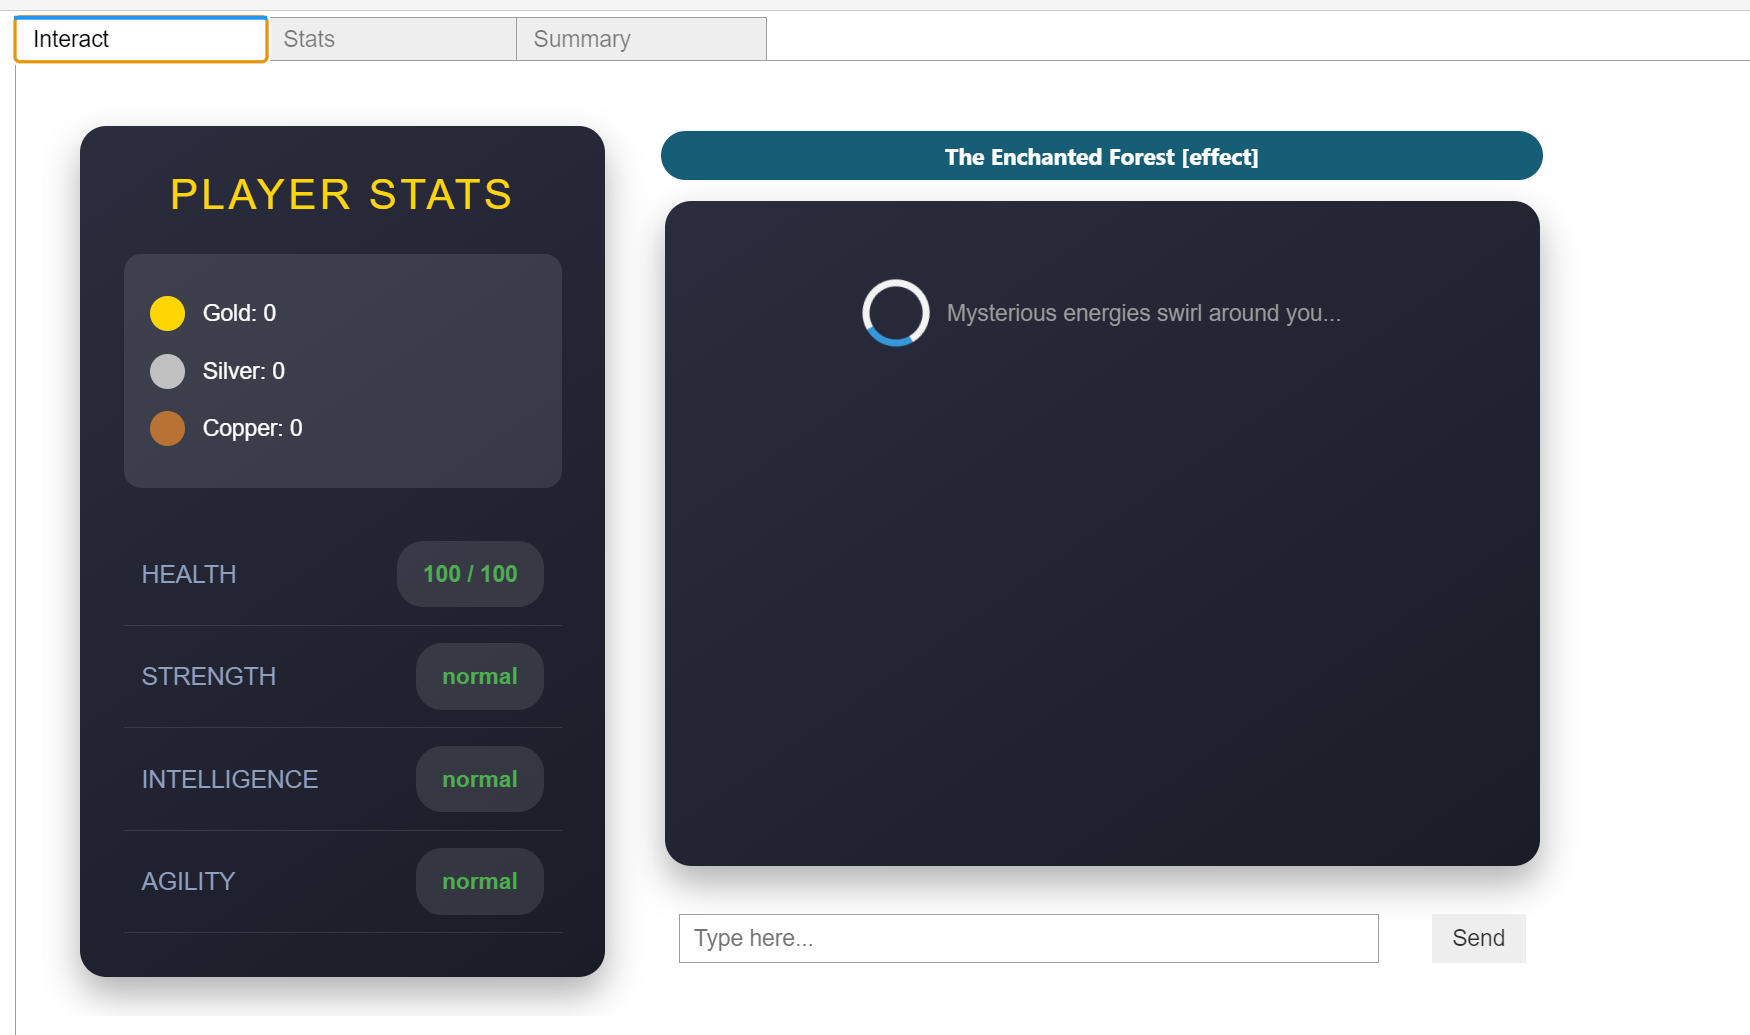 Interact
Stats
Summary
PLAYER STATS
Gold: 0
Silver: 0
Copper: 0
HEALTH
100 / 100
STRENGTH
normal
INTELLIGENCE
normal
AGILITY
normal
The Enchanted Forest [effect]
Mysterious energies swirl around you...
Type here...
Send